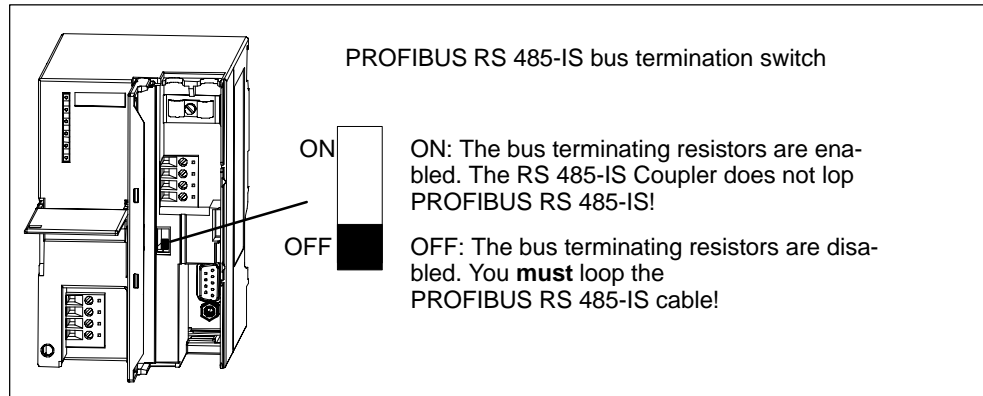 PROFIBUS RS 485-IS bus termination switch
ON
ON: The bus terminating resistors are ena-
bled. The RS 485-IS Coupler does not lop
PROFIBUS RS 485-IS!
OFF
OFF: The bus terminating resistors are disa-
bled. You must loop the
PROFIBUS RS 485-IS cable!